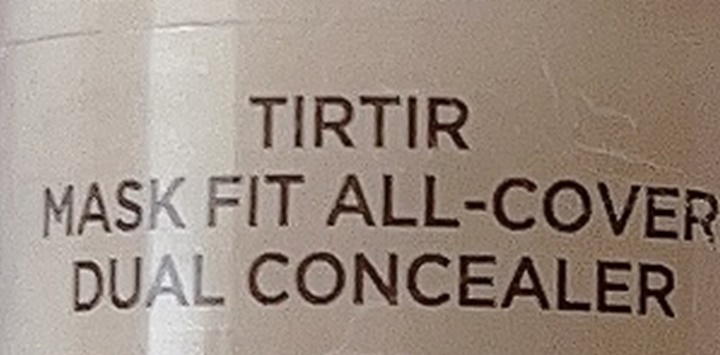 TIRTIR
MASK FIT ALL-COVER
DUAL CONCEALER